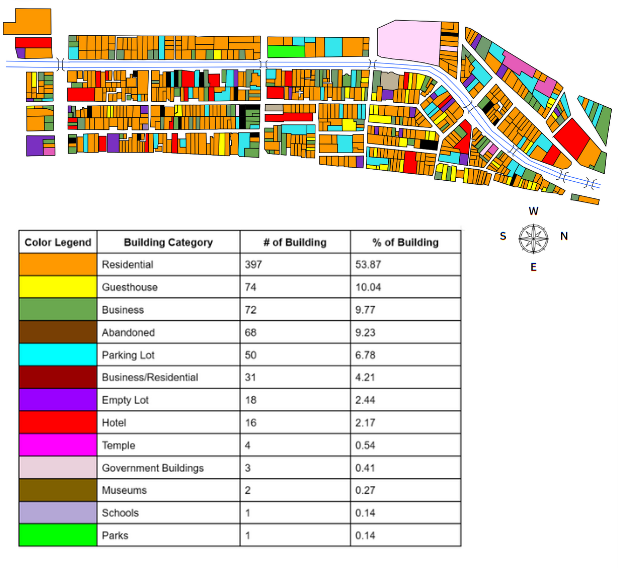 W
S N
E
Color Legend Building Category # of Building % of Building
Residential 397 53.87
Guesthouse 74 10.04
Business 72 9.77
Abandoned 68 9.23
Parking Lot 50 6.78
Business/Residential 31 4.21
Empty Lot 18 2.44
Hotel 16 2.17
Temple 4 0.54
Government Buildings 3 0.41
Museums 2 0.27
Schools 1 0.14
Parks 1 0.14